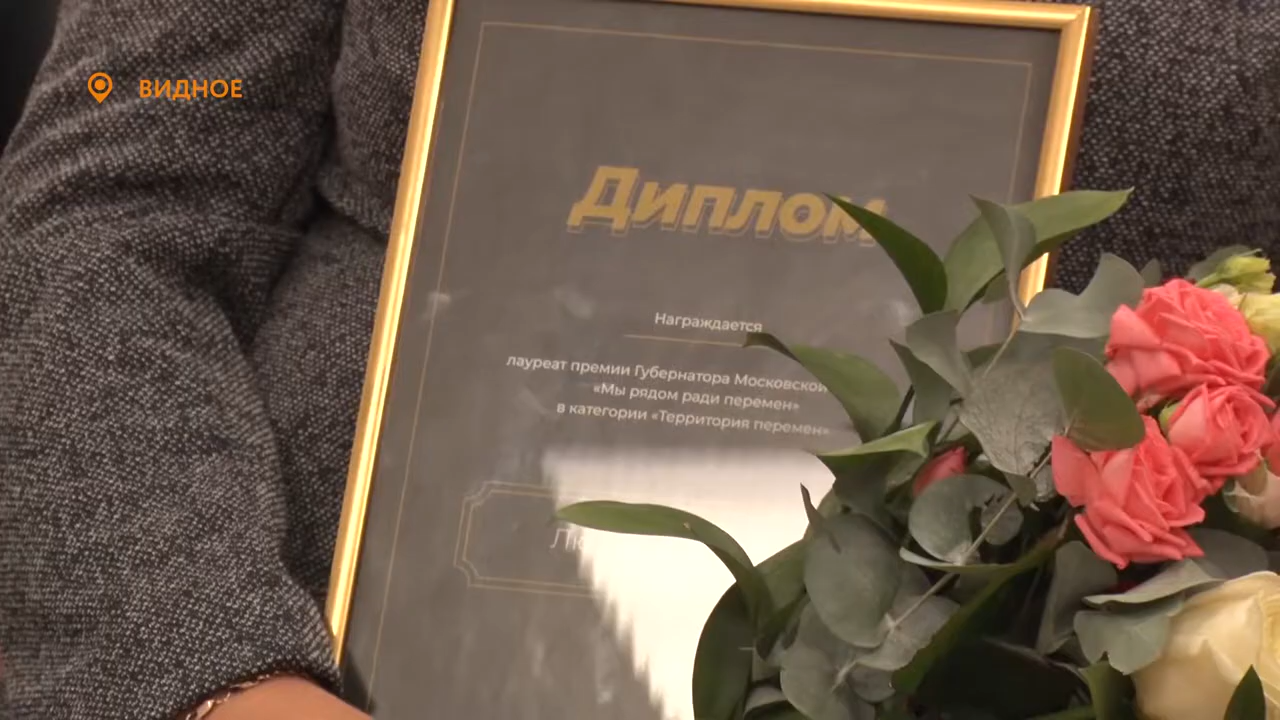 ВИДНОЕ
Диплом
Награждается
лауреат премии Губернатора Московской
«Мы рядом ради перемен»
в категории «Территория перемен»